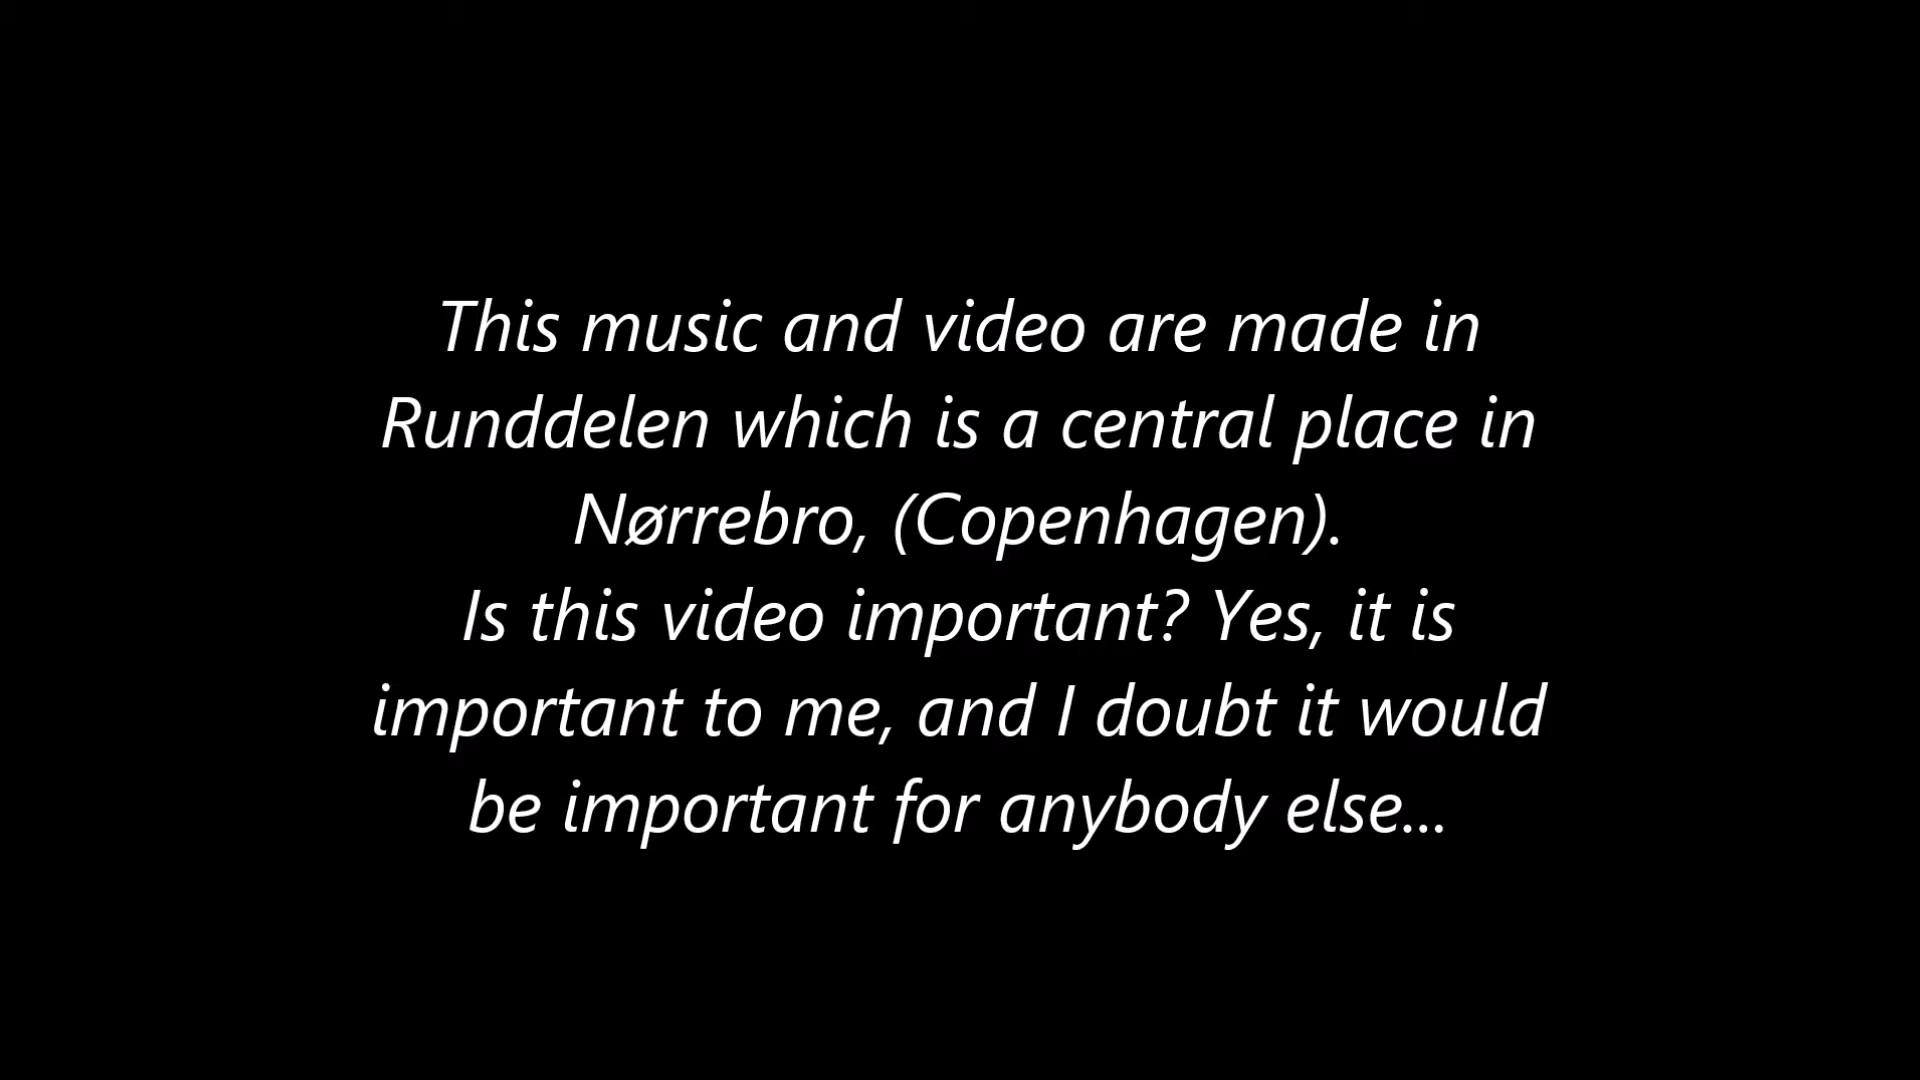 This music and video are made in
Runddelen which is a central place in
Nørrebro, (Copenhagen).
Is this video important? Yes, it is
important to me, and I doubt it would
be important for anybody else...